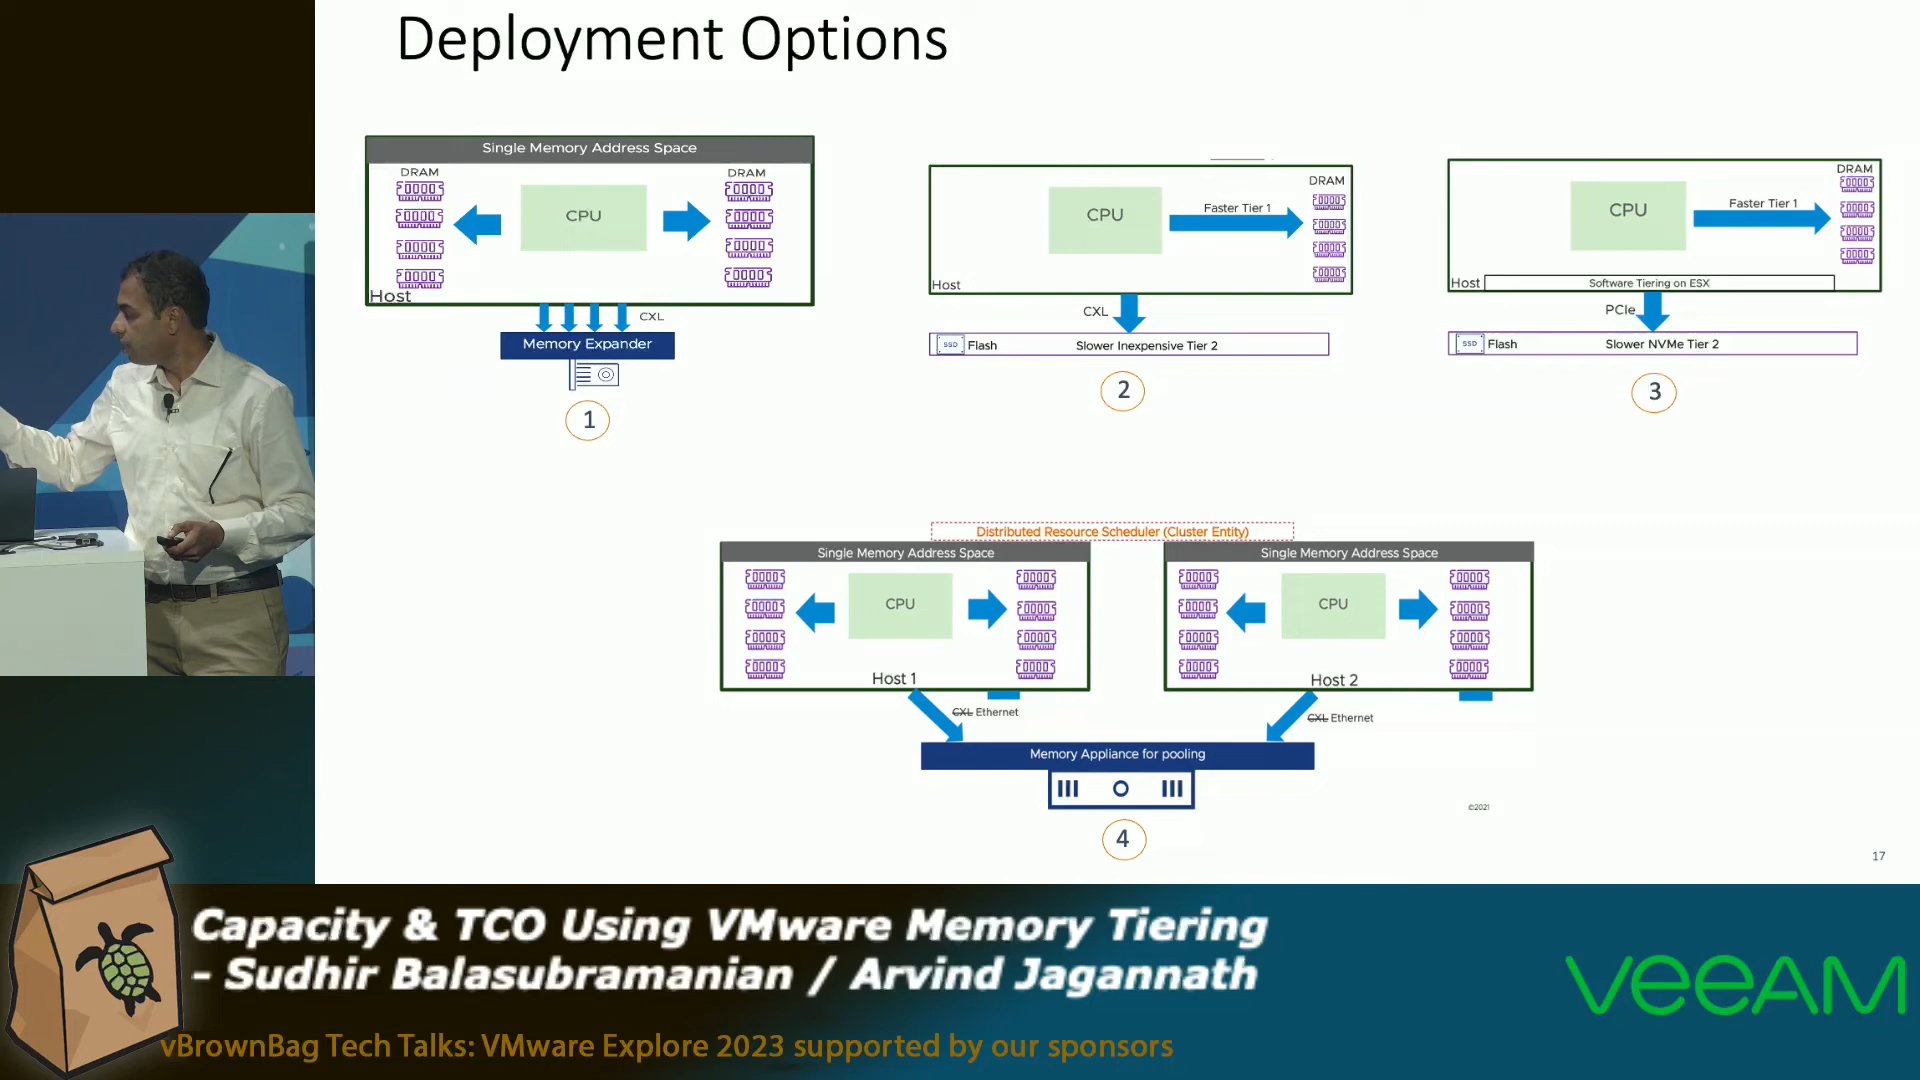 Deployment Options
Single Memory Address Space
DRAM
DRAM
CPU
Host
CXL
Memory Expander
1
DRAM
CPU
Faster Tier 1
Host
CXL
SSD
Flash
Slower Inexpensive Tier 2
2
DRAM
CPU
Faster Tier 1
Host
Software Tiering on ESX
PCIe
SSD
Flash
Slower NVMe Tier 2
3
Distributed Resource Scheduler (Cluster Entity)
Single Memory Address Space
CPU
Host 1
CXL Ethernet
Single Memory Address Space
CPU
Host 2
CXL Ethernet
Memory Appliance for pooling
4
©2021
17
Capacity & TCO Using VMware Memory Tiering
- Sudhir Balasubramanian / Arvind Jagannath
vBrownBag Tech Talks: VMware Explore 2023 supported by our sponsors
veeAM